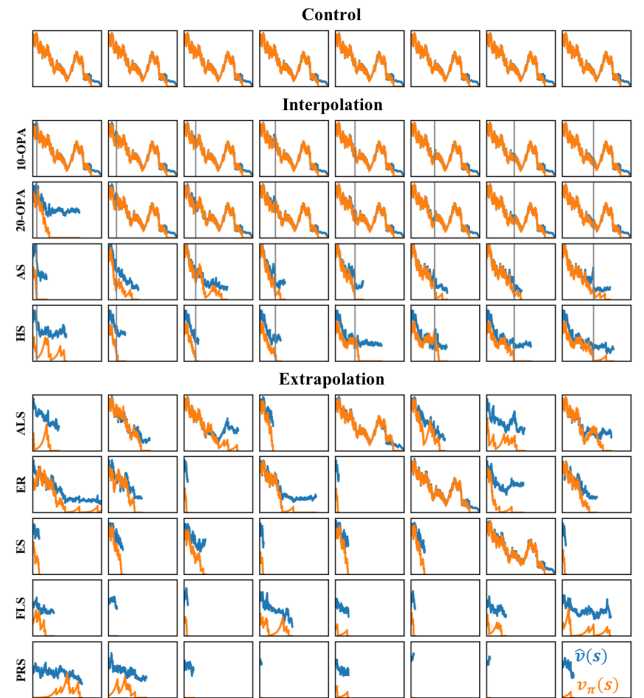 Control
Interpolation
10-OPA
20-OPA
AS
HS
Extrapolation
ALS
ER
ES
FLS
PRS
v̂(s)
v_π(s)